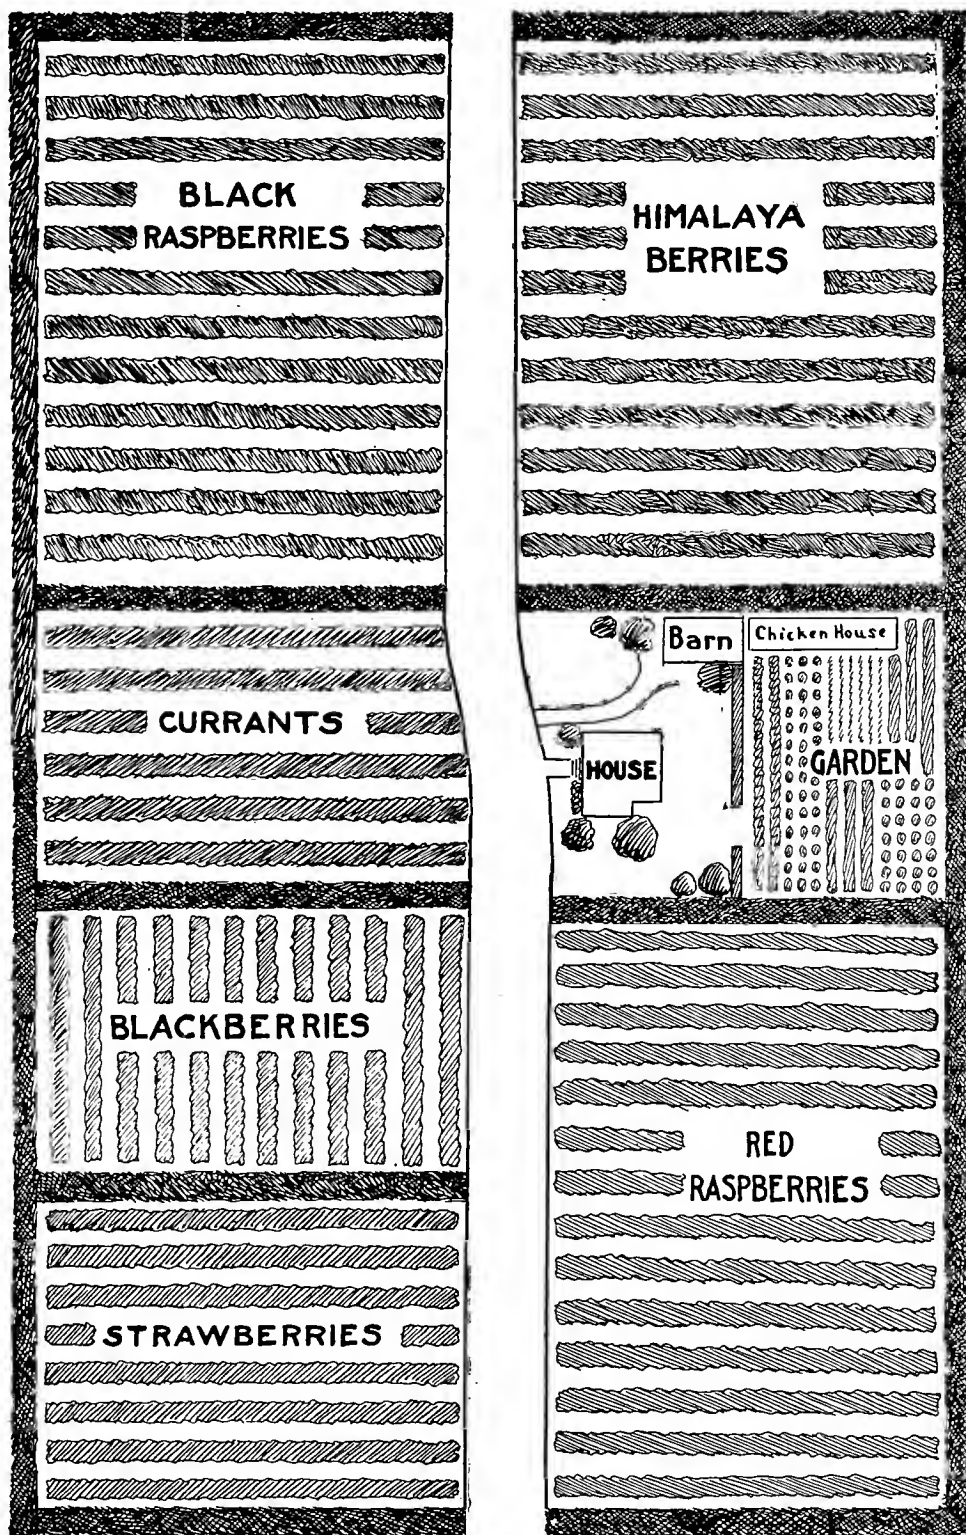 BLACK
RASPBERRIES
HIMALAYA
BERRIES
Barn
Chicken House
CURRANTS
HOUSE
GARDEN
BLACKBERRIES
RED
RASPBERRIES
STRAWBERRIES